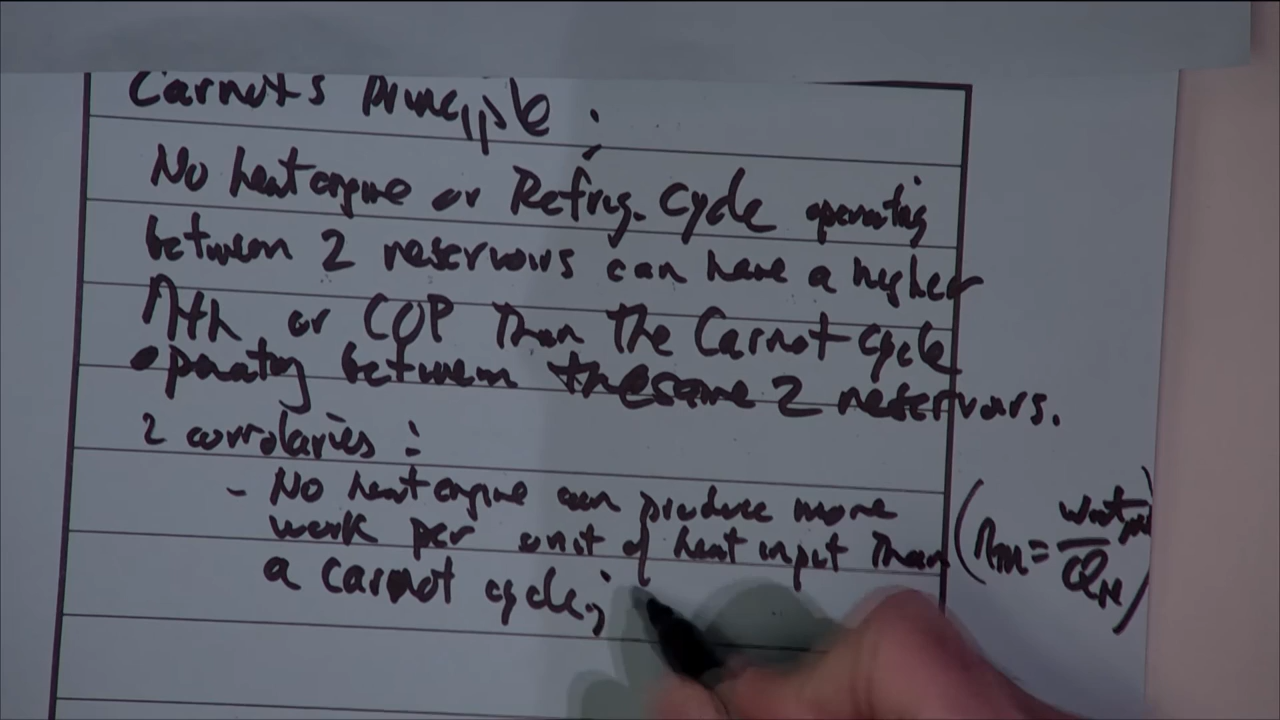 Carnot's Principle:
No heat engine or Refrig. Cycle operating
between 2 reservoirs can have a higher
ηth or COP Than The Carnot cycle
operating between the same 2 reservoirs.
2 corrolaries:
- No heat engine can produce more
work per unit of heat input Than
a Carnot cycle;
(ηth = Wnet / QH)